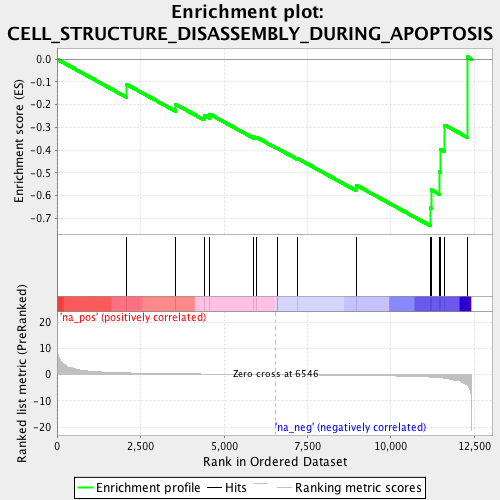 Enrichment plot:
CELL_STRUCTURE_DISASSEMBLY_DURING_APOPTOSIS
Enrichment score (ES)
0.0
-0.1
-0.2
-0.3
-0.4
-0.5
-0.6
-0.7
'na_pos' (positively correlated)
Ranked list metric (PreRanked)
20
10
0
-10
-20
Zero cross at 6546
'na_neg' (negatively correlated)
0
2,500
5,000
7,500
10,000
12,500
Rank in Ordered Dataset
Enrichment profile
Hits
Ranking metric scores